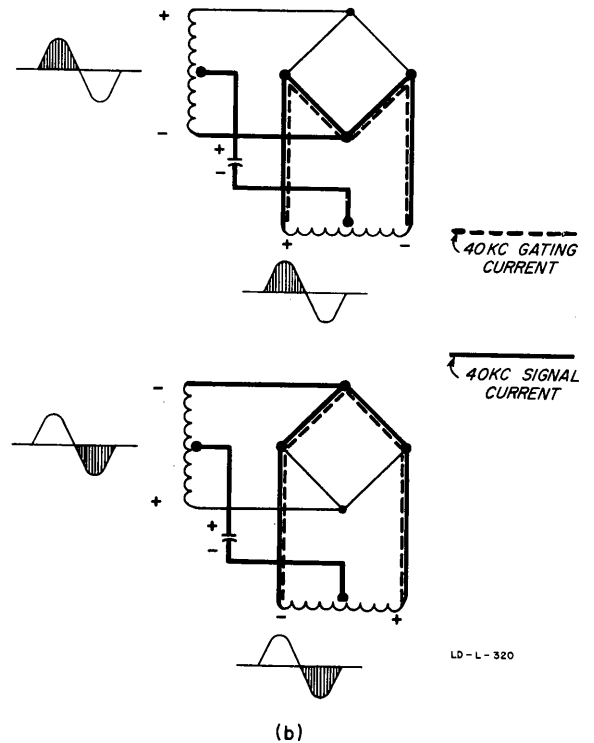 +
−
+
−
+ −
40KC GATING
CURRENT
40KC SIGNAL
CURRENT
−
+
+
−
− +
LD-L-320
(b)